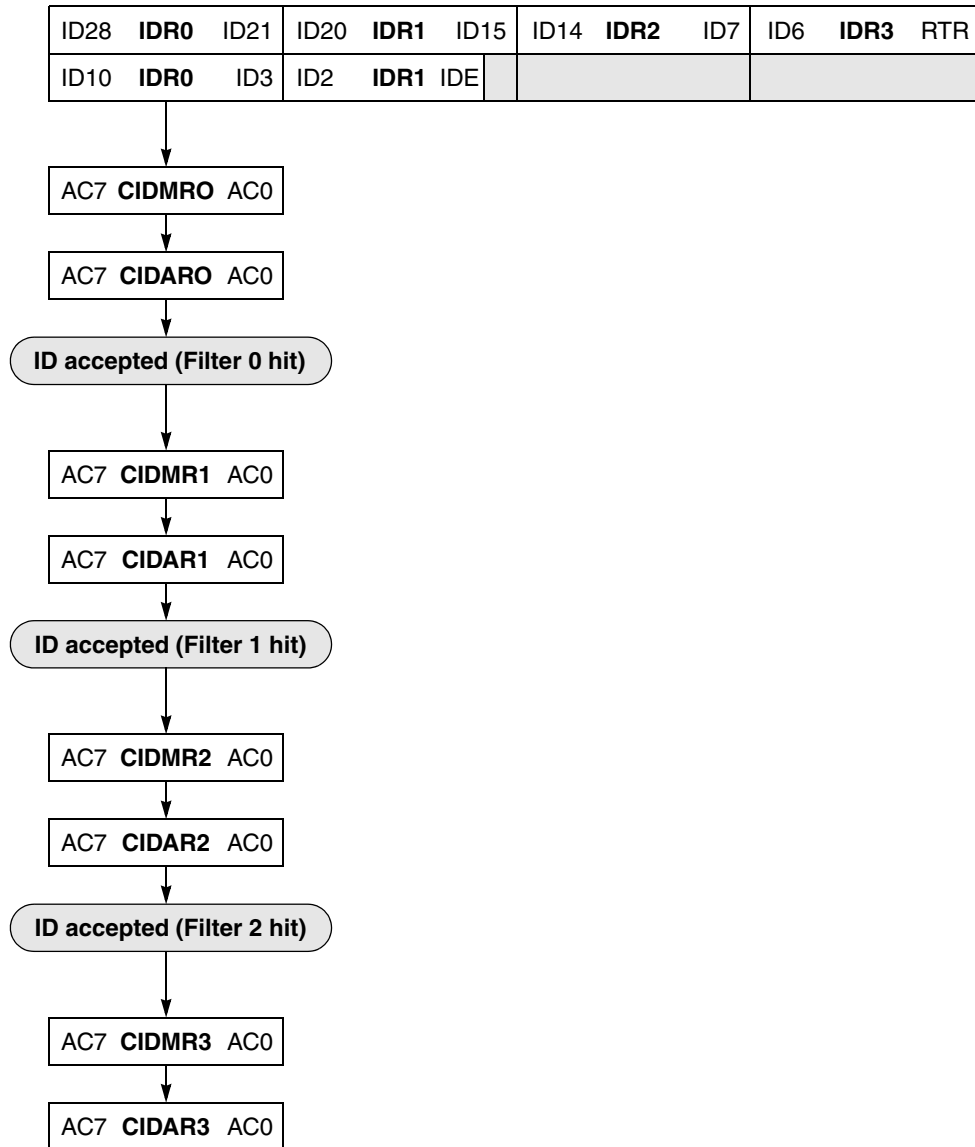 ID28 IDR0 ID21 ID20 IDR1 ID15 ID14 IDR2 ID7 ID6 IDR3 RTR
ID10 IDR0 ID3 ID2 IDR1 IDE
AC7 CIDMRO AC0
AC7 CIDARO AC0
ID accepted (Filter 0 hit)
AC7 CIDMR1 AC0
AC7 CIDAR1 AC0
ID accepted (Filter 1 hit)
AC7 CIDMR2 AC0
AC7 CIDAR2 AC0
ID accepted (Filter 2 hit)
AC7 CIDMR3 AC0
AC7 CIDAR3 AC0